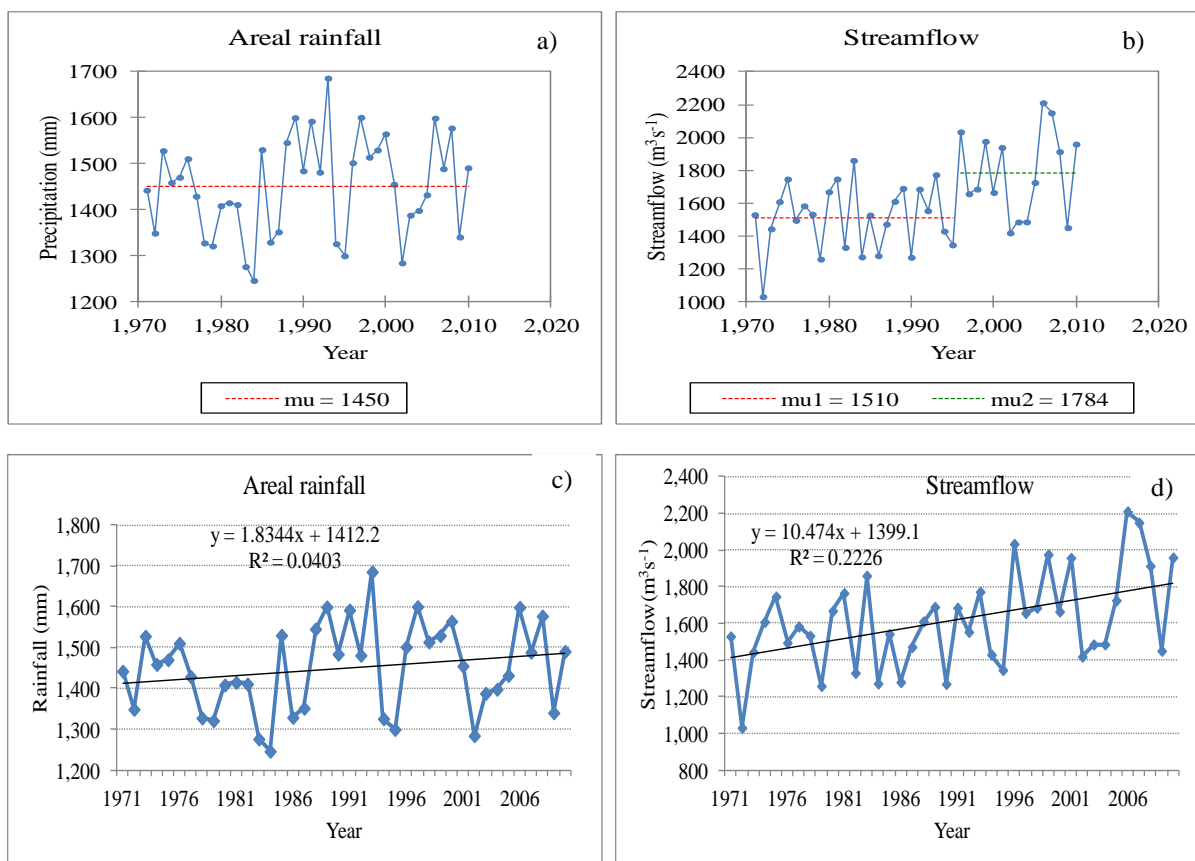 Areal rainfall
a)
Precipitation (mm)
1700
1600
1500
1400
1300
1200
1,970
1,980
1,990
2,000
2,010
2,020
Year
mu = 1450
Streamflow
b)
Streamflow (m³s⁻¹)
2400
2200
2000
1800
1600
1400
1200
1000
1,970
1,980
1,990
2,000
2,010
2,020
Year
mu1 = 1510
mu2 = 1784
Areal rainfall
c)
y = 1.8344x + 1412.2
R² = 0.0403
Rainfall (mm)
1,800
1,700
1,600
1,500
1,400
1,300
1,200
1971
1976
1981
1986
1991
1996
2001
2006
Year
Streamflow
d)
y = 10.474x + 1399.1
R² = 0.2226
Streamflow (m³s⁻¹)
2,400
2,200
2,000
1,800
1,600
1,400
1,200
1,000
800
1971
1976
1981
1986
1991
1996
2001
2006
Year